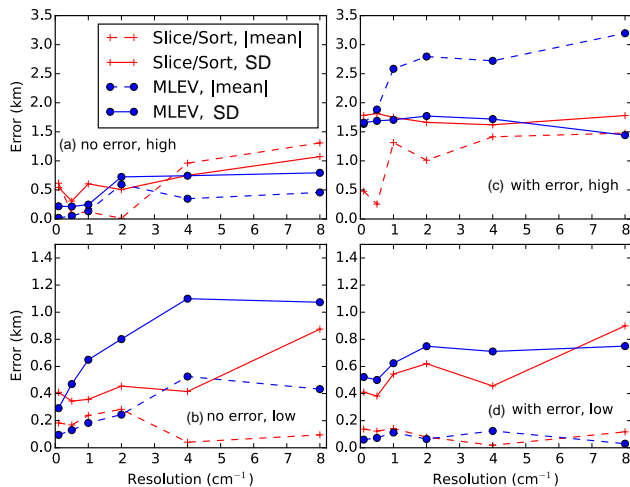 3.5
3.0
2.5
2.0
1.5
1.0
0.5
0.0
Error (km)
Slice/Sort, |mean|
Slice/Sort, SD
MLEV, |mean|
MLEV, SD
(a) no error, high
0 1 2 3 4 5 6 7 8
3.5
3.0
2.5
2.0
1.5
1.0
0.5
0.0
(c) with error, high
0 1 2 3 4 5 6 7 8
1.4
1.2
1.0
0.8
0.6
0.4
0.2
0.0
Error (km)
(b) no error, low
0 1 2 3 4 5 6 7 8
Resolution (cm⁻¹)
1.4
1.2
1.0
0.8
0.6
0.4
0.2
0.0
(d) with error, low
0 1 2 3 4 5 6 7 8
Resolution (cm⁻¹)